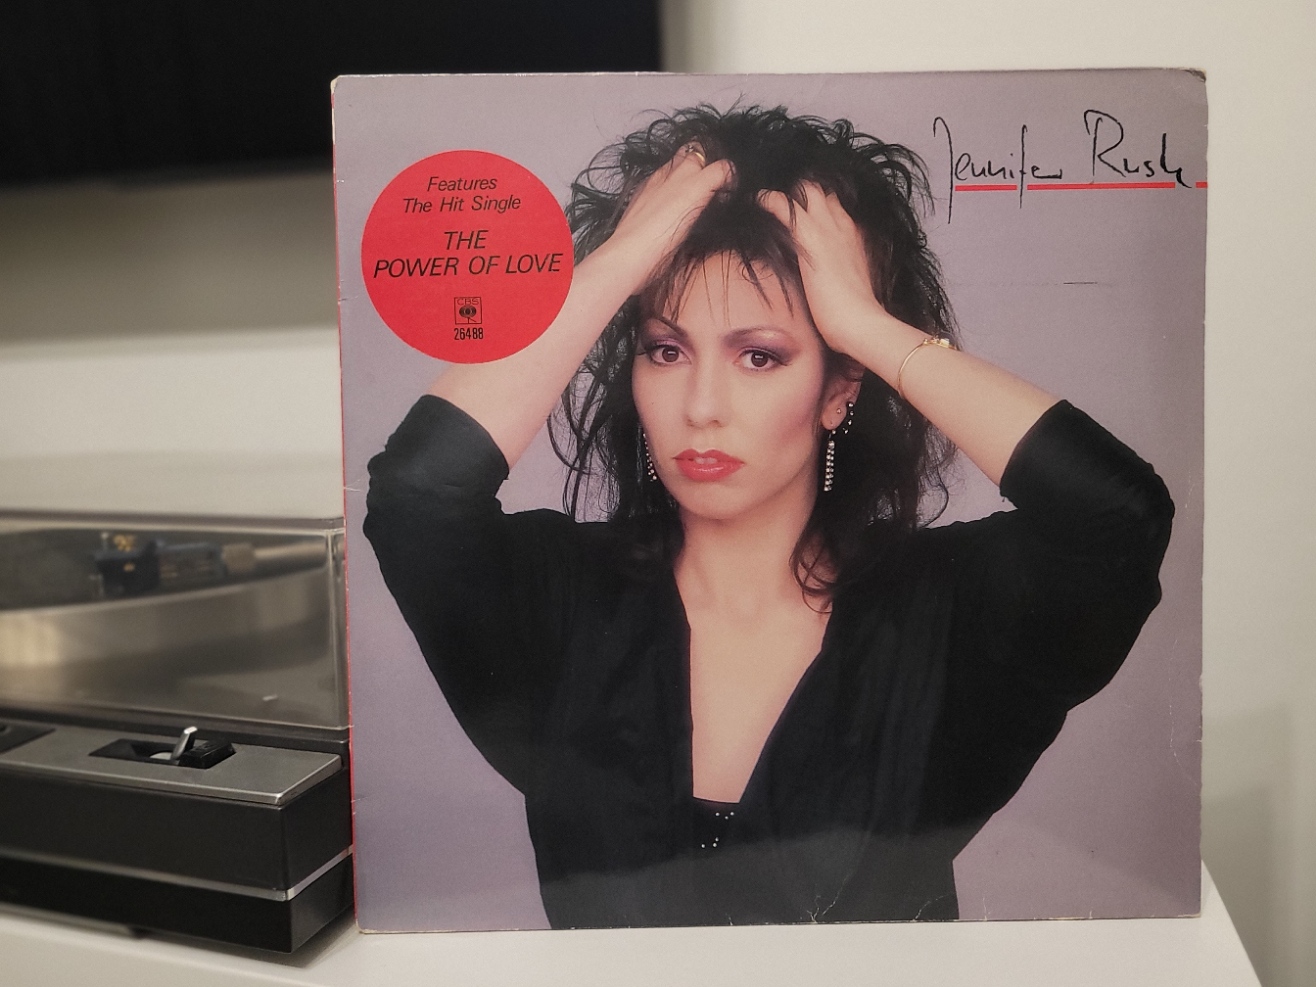 Jennifer Rush
Features
The Hit Single
THE
POWER OF LOVE
CBS
26488